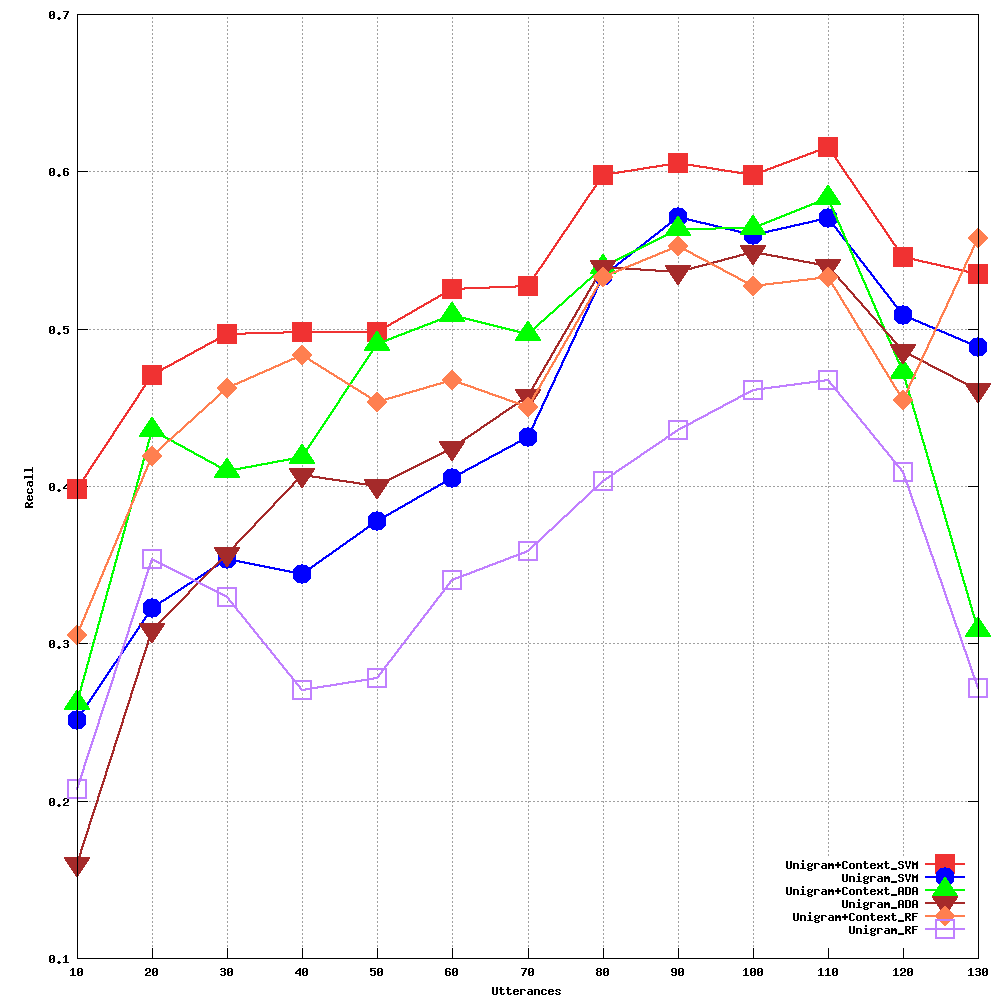 0.7
0.6
0.5
0.4
0.3
0.2
0.1
Recall
10 20 30 40 50 60 70 80 90 100 110 120 130
Utterances
Unigram+Context_SVM
Unigram_SVM
Unigram+Context_ADA
Unigram_ADA
Unigram+Context_RF
Unigram_RF